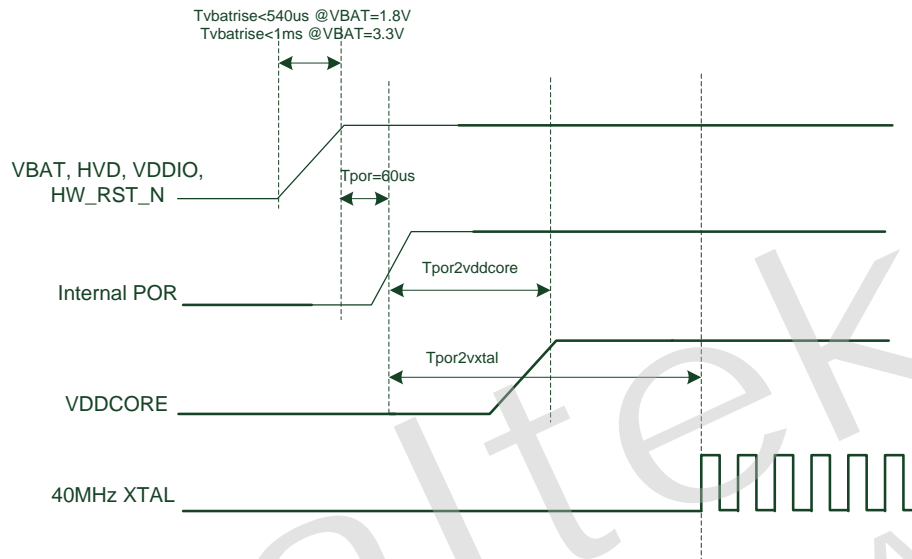 Tvbatrise<540us @VBAT=1.8V
Tvbatrise<1ms @VBAT=3.3V
VBAT, HVD, VDDIO,
HW_RST_N
Tpor=60us
Internal POR
Tpor2vddcore
Tpor2vxtal
VDDCORE
40MHz XTAL
altek